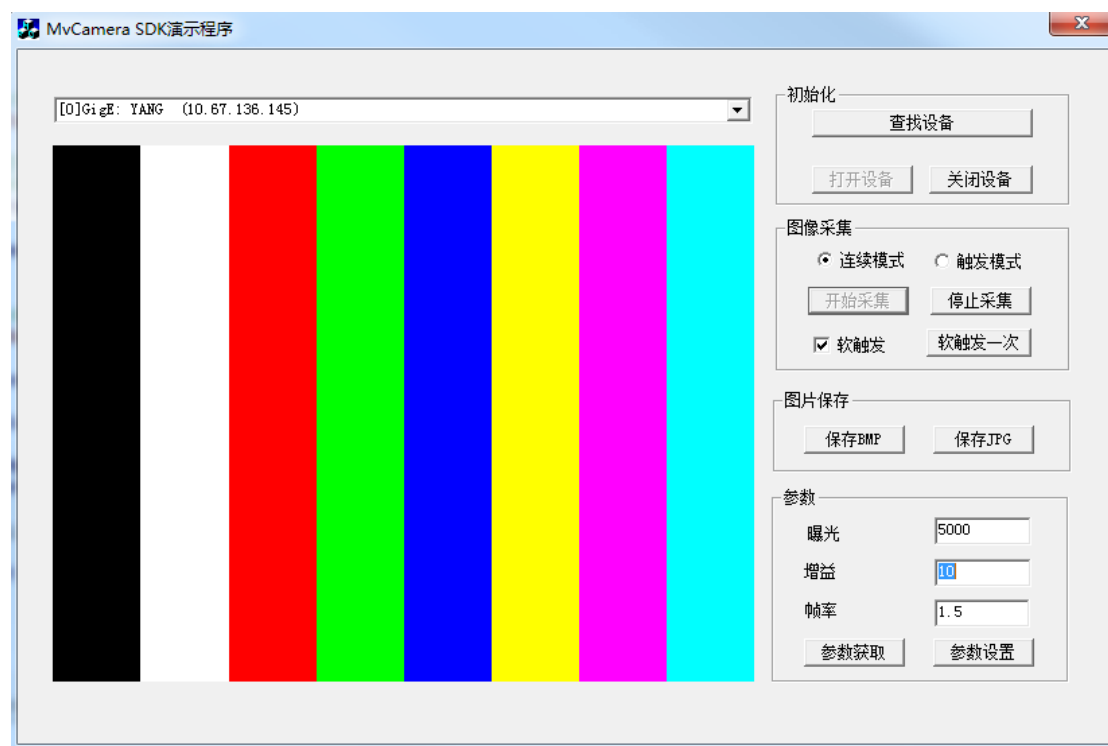 MvCamera SDK演示程序
[0]GigE: YANG (10.67.136.145)
初始化
查找设备
打开设备 关闭设备
图像采集
连续模式 触发模式
开始采集 停止采集
软触发 软触发一次
图片保存
保存BMP 保存JPG
参数
曝光 5000
增益 10
帧率 1.5
参数获取 参数设置